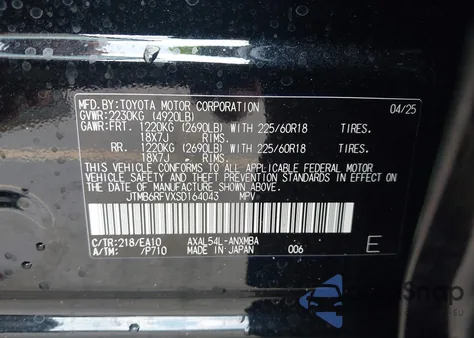 MFD.BY:TOYOTA MOTOR CORPORATION 04/25
GVWR:2230KG (4920LB)
GAWR:FRT. 1220KG (2690LB) WITH 225/60R18 TIRES.
18X7J RIMS.
RR. 1220KG (2690LB) WITH 225/60R18 TIRES.
18X7J RIMS.
THIS VEHICLE CONFORMS TO ALL APPLICABLE FEDERAL MOTOR
VEHICLE SAFETY AND THEFT PREVENTION STANDARDS IN EFFECT ON
THE DATE OF MANUFACTURE SHOWN ABOVE.
JTMB6RFVXSD164043 MPV
C/TR:218/EA10 AXAL54L-ANXMBA
A/TM: /P710 MADE IN JAPAN 006 E